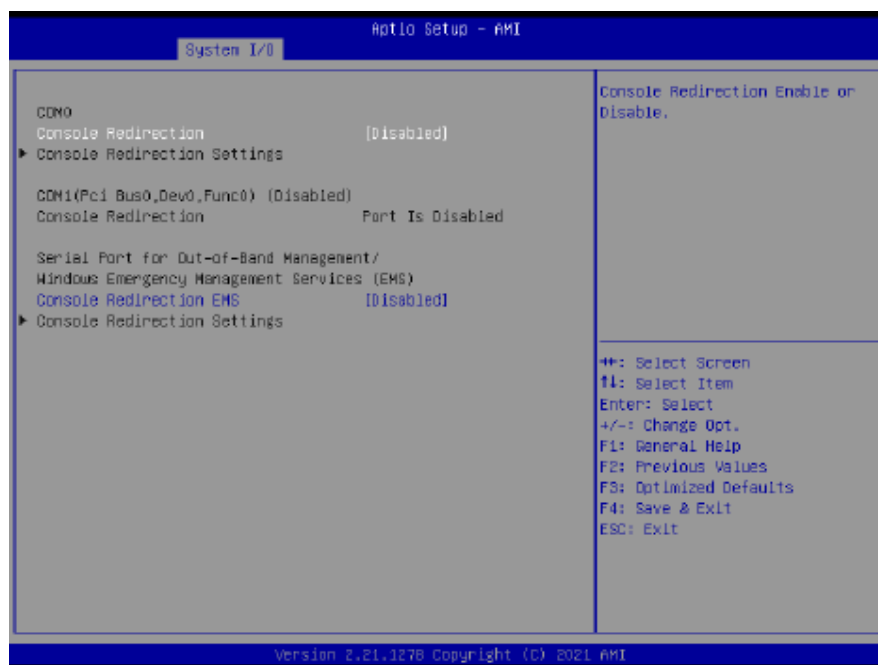 Aptio Setup - AMI
System I/O
COM0
Console Redirection [Disabled]
▶ Console Redirection Settings
COM1(Pci Bus0,Dev0,Func0) (Disabled)
Console Redirection Port Is Disabled
Serial Port for Out-of-Band Management/
Windows Emergency Management Services (EMS)
Console Redirection EMS [Disabled]
▶ Console Redirection Settings
Console Redirection Enable or
Disable.
→←: Select Screen
↑↓: Select Item
Enter: Select
+/-: Change Opt.
F1: General Help
F2: Previous Values
F3: Optimized Defaults
F4: Save & Exit
ESC: Exit
Version 2.21.1278 Copyright (C) 2021 AMI